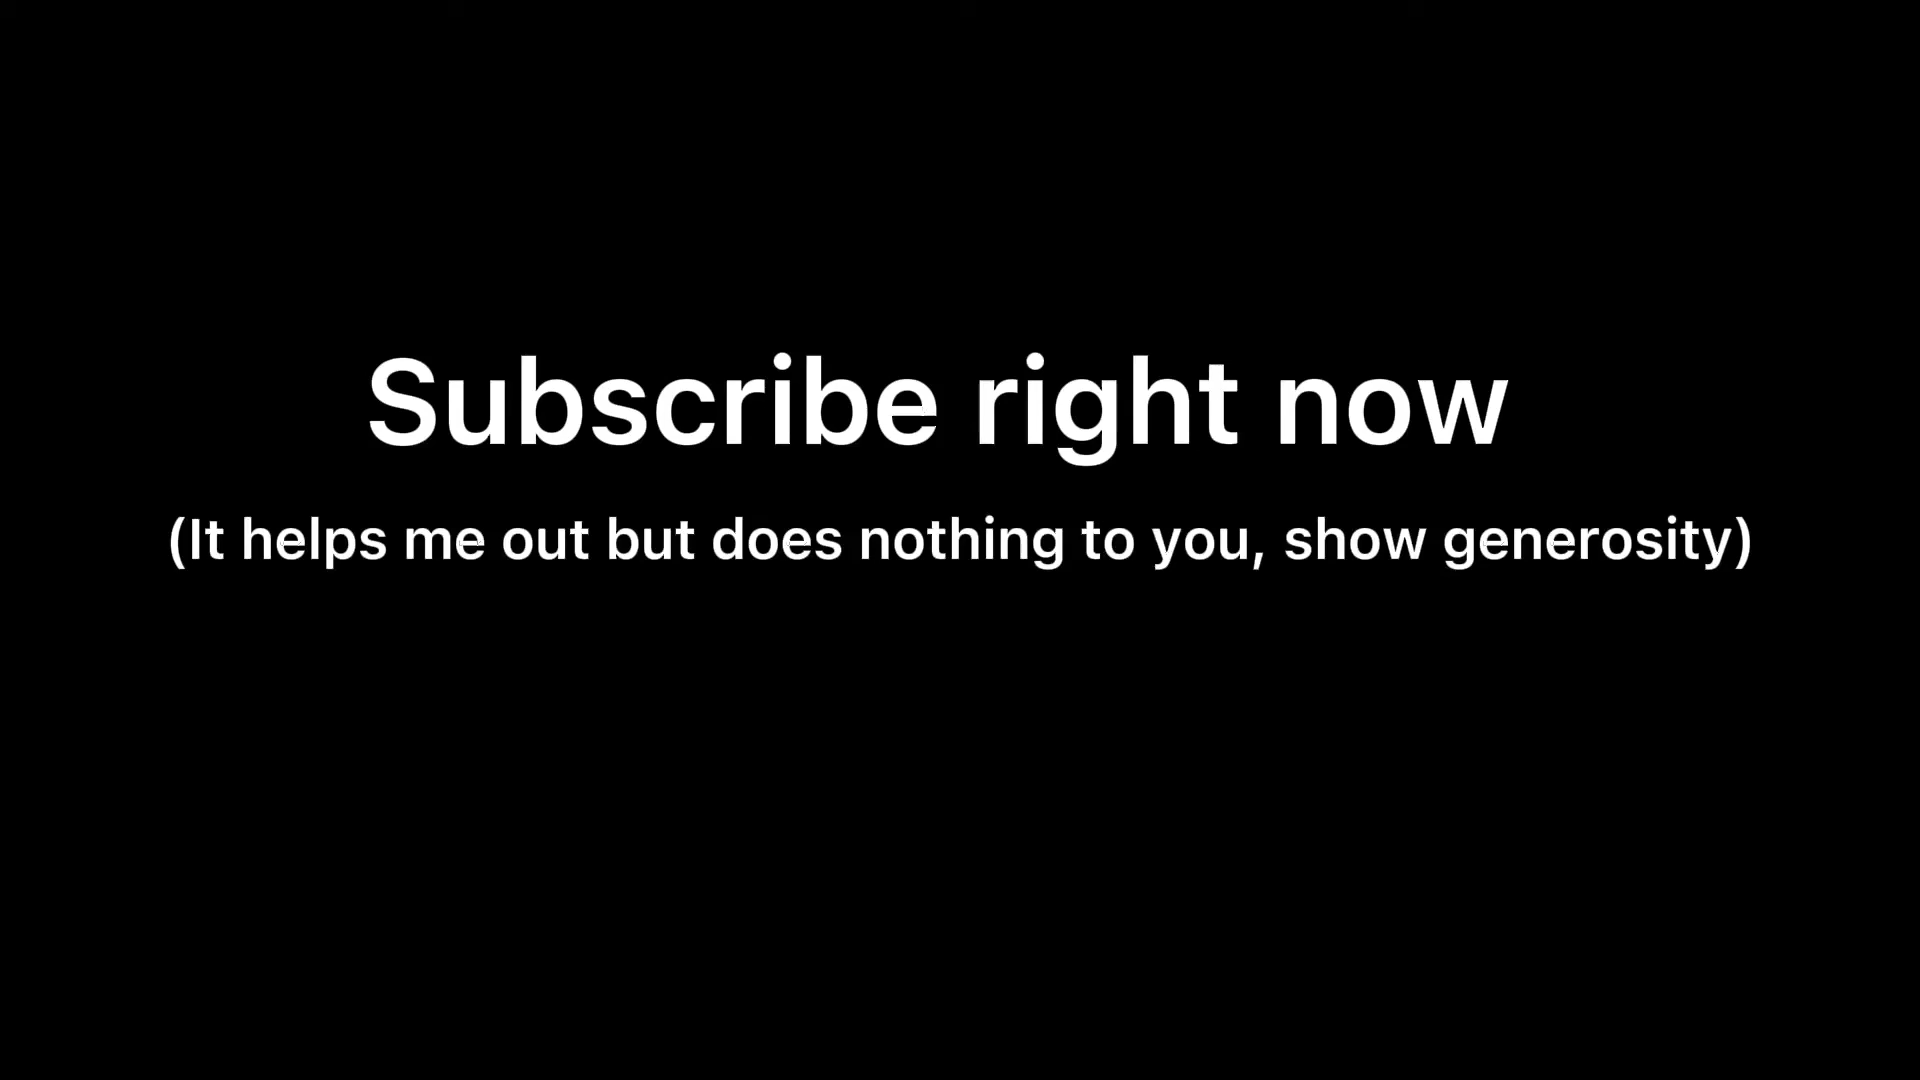 Subscribe right now
(It helps me out but does nothing to you, show generosity)